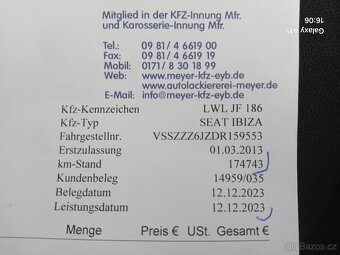 Mitglied in der KFZ-Innung Mfr.
und Karosserie-Innung Mfr.
Tel.: 09 81/4 6619 00
Fax: 09 81/4 6619 19
Mobil: 0171/8 30 18 99
Web: www.meyer-kfz-eyb.de
www.autolackiererei-meyer.de
E-Mail: info@meyer-kfz-eyb.de
Kfz-Kennzeichen LWL JF 186
Kfz-Typ SEAT IBIZA
Fahrgestellnr. VSSZZZ6JZDR159553
Erstzulassung 01.03.2013
km-Stand 174743
Kundenbeleg 14959/035
Belegdatum 12.12.2023
Leistungsdatum 12.12.2023
Menge Preis € USt. Gesamt €
16:06
Bazoš.cz